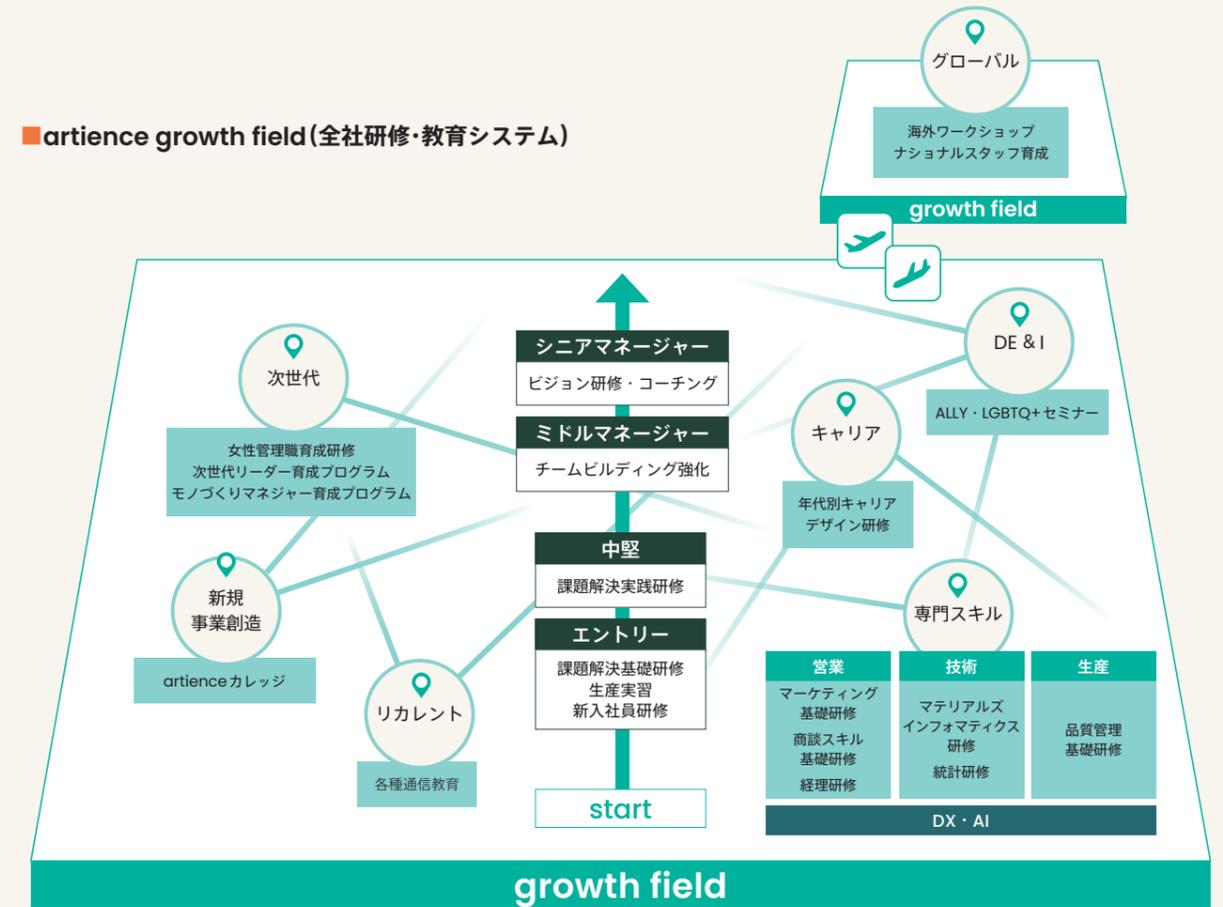 ■artience growth field(全社研修・教育システム)
グローバル
海外ワークショップ
ナショナルスタッフ育成
growth field
シニアマネージャー
ビジョン研修・コーチング
ミドルマネージャー
チームビルディング強化
中堅
課題解決実践研修
エントリー
課題解決基礎研修
生産実習
新入社員研修
start
次世代
女性管理職育成研修
次世代リーダー育成プログラム
モノづくりマネジャー育成プログラム
新規
事業創造
artienceカレッジ
リカレント
各種通信教育
DE & I
ALLY・LGBTQ+セミナー
キャリア
年代別キャリア
デザイン研修
専門スキル
営業
マーケティング
基礎研修
商談スキル
基礎研修
経理研修
技術
マテリアルズ
インフォマティクス
研修
統計研修
生産
品質管理
基礎研修
DX・AI
growth field